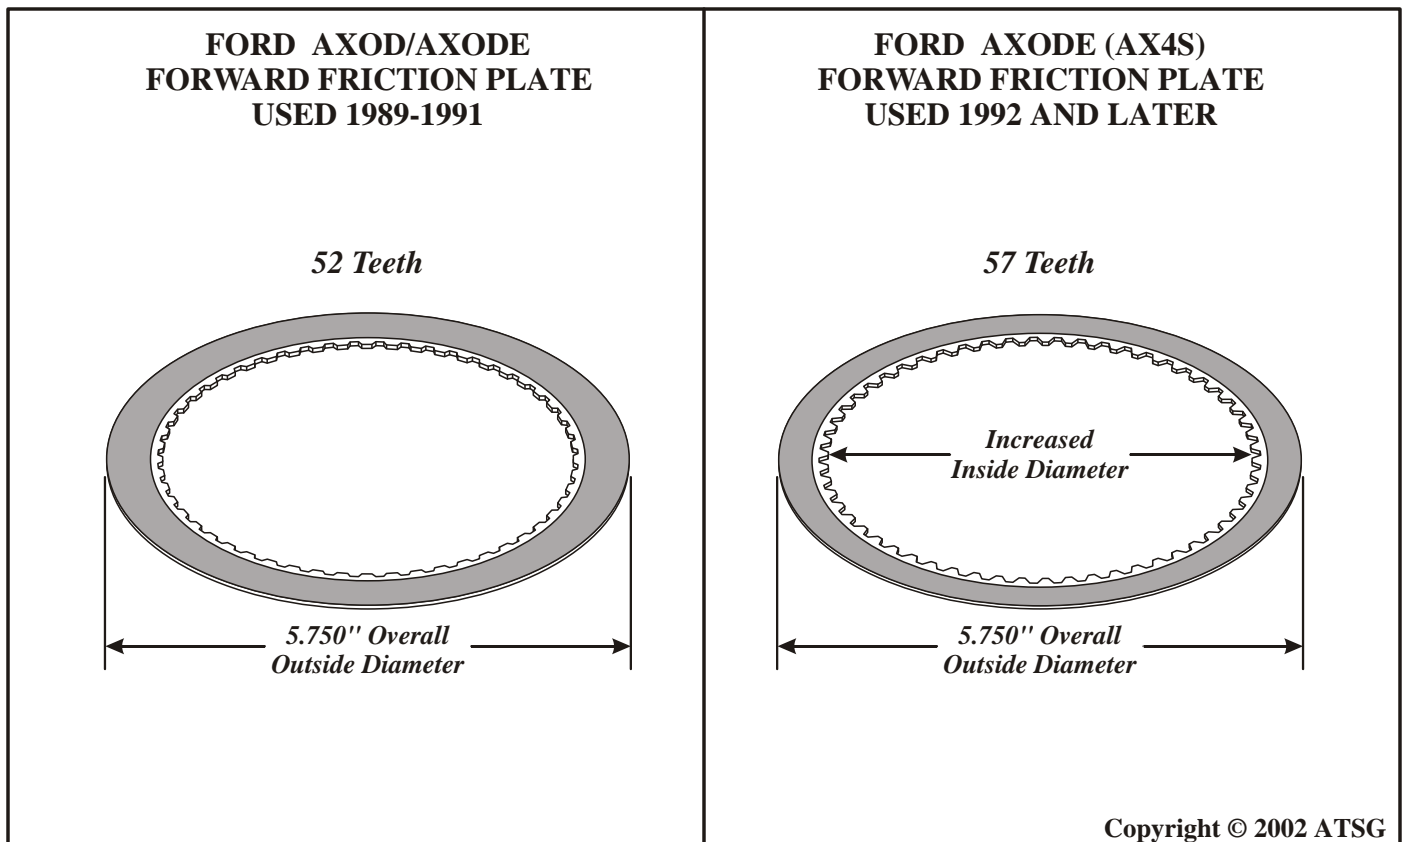 FORD AXOD/AXODE
FORWARD FRICTION PLATE
USED 1989-1991
52 Teeth
5.750" Overall
Outside Diameter
FORD AXODE (AX4S)
FORWARD FRICTION PLATE
USED 1992 AND LATER
57 Teeth
Increased
Inside Diameter
5.750" Overall
Outside Diameter
Copyright © 2002 ATSG